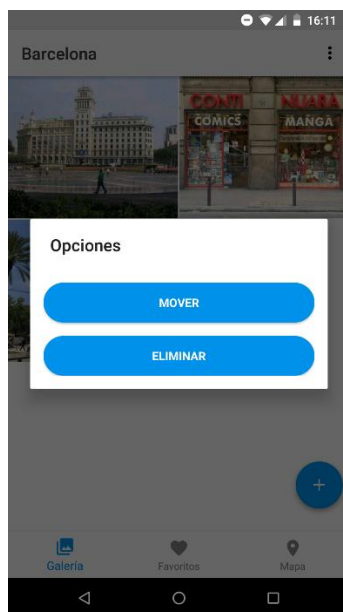 16:11
Barcelona
CONTI NUARA
COMICS MANGA
Opciones
MOVER
ELIMINAR
Galería
Favoritos
Mapa